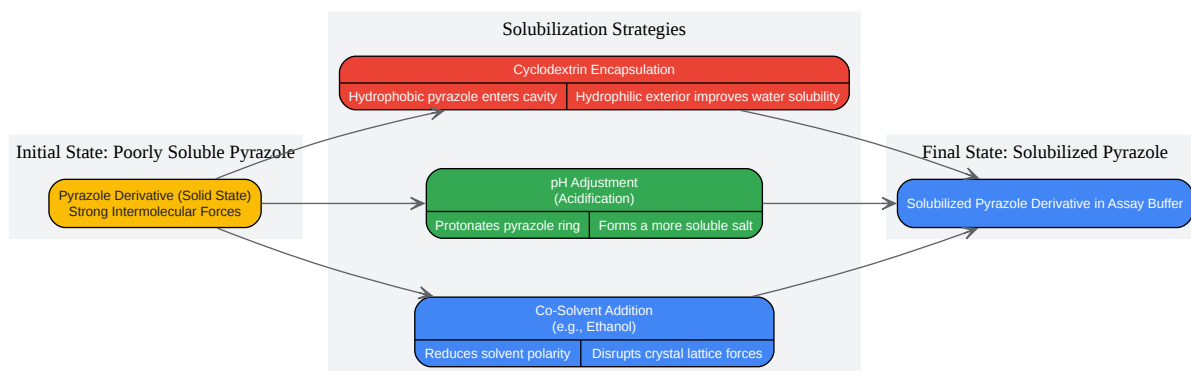 Solubilization Strategies
Cyclodextrin Encapsulation
Hydrophobic pyrazole enters cavity
Hydrophilic exterior improves water solubility
Initial State: Poorly Soluble Pyrazole
Pyrazole Derivative (Solid State)
Strong Intermolecular Forces
pH Adjustment
(Acidification)
Protonates pyrazole ring
Forms a more soluble salt
Co-Solvent Addition
(e.g., Ethanol)
Reduces solvent polarity
Disrupts crystal lattice forces
Final State: Solubilized Pyrazole
Solubilized Pyrazole Derivative in Assay Buffer